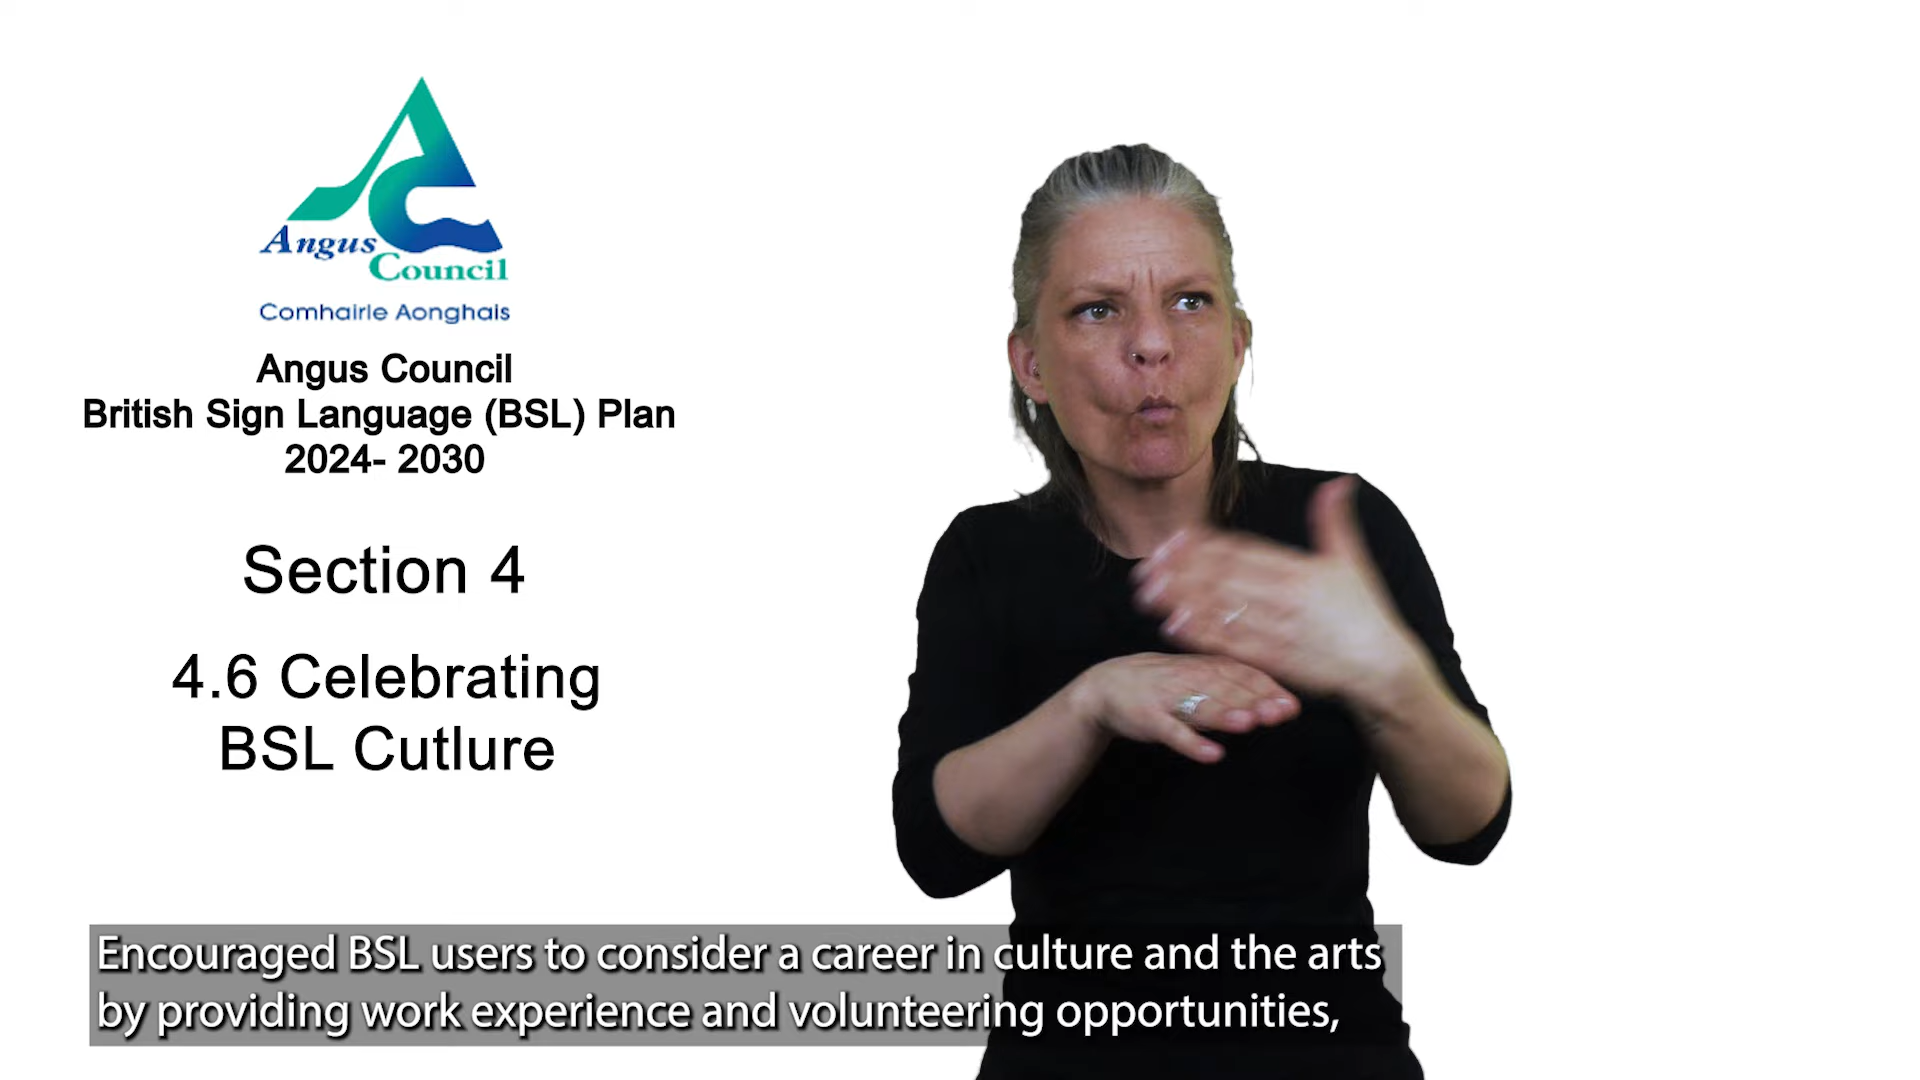 Angus
Council
Comhairle Aonghais
Angus Council
British Sign Language (BSL) Plan
2024- 2030
Section 4
4.6 Celebrating
BSL Cutlure
Encouraged BSL users to consider a career in culture and the arts
by providing work experience and volunteering opportunities,